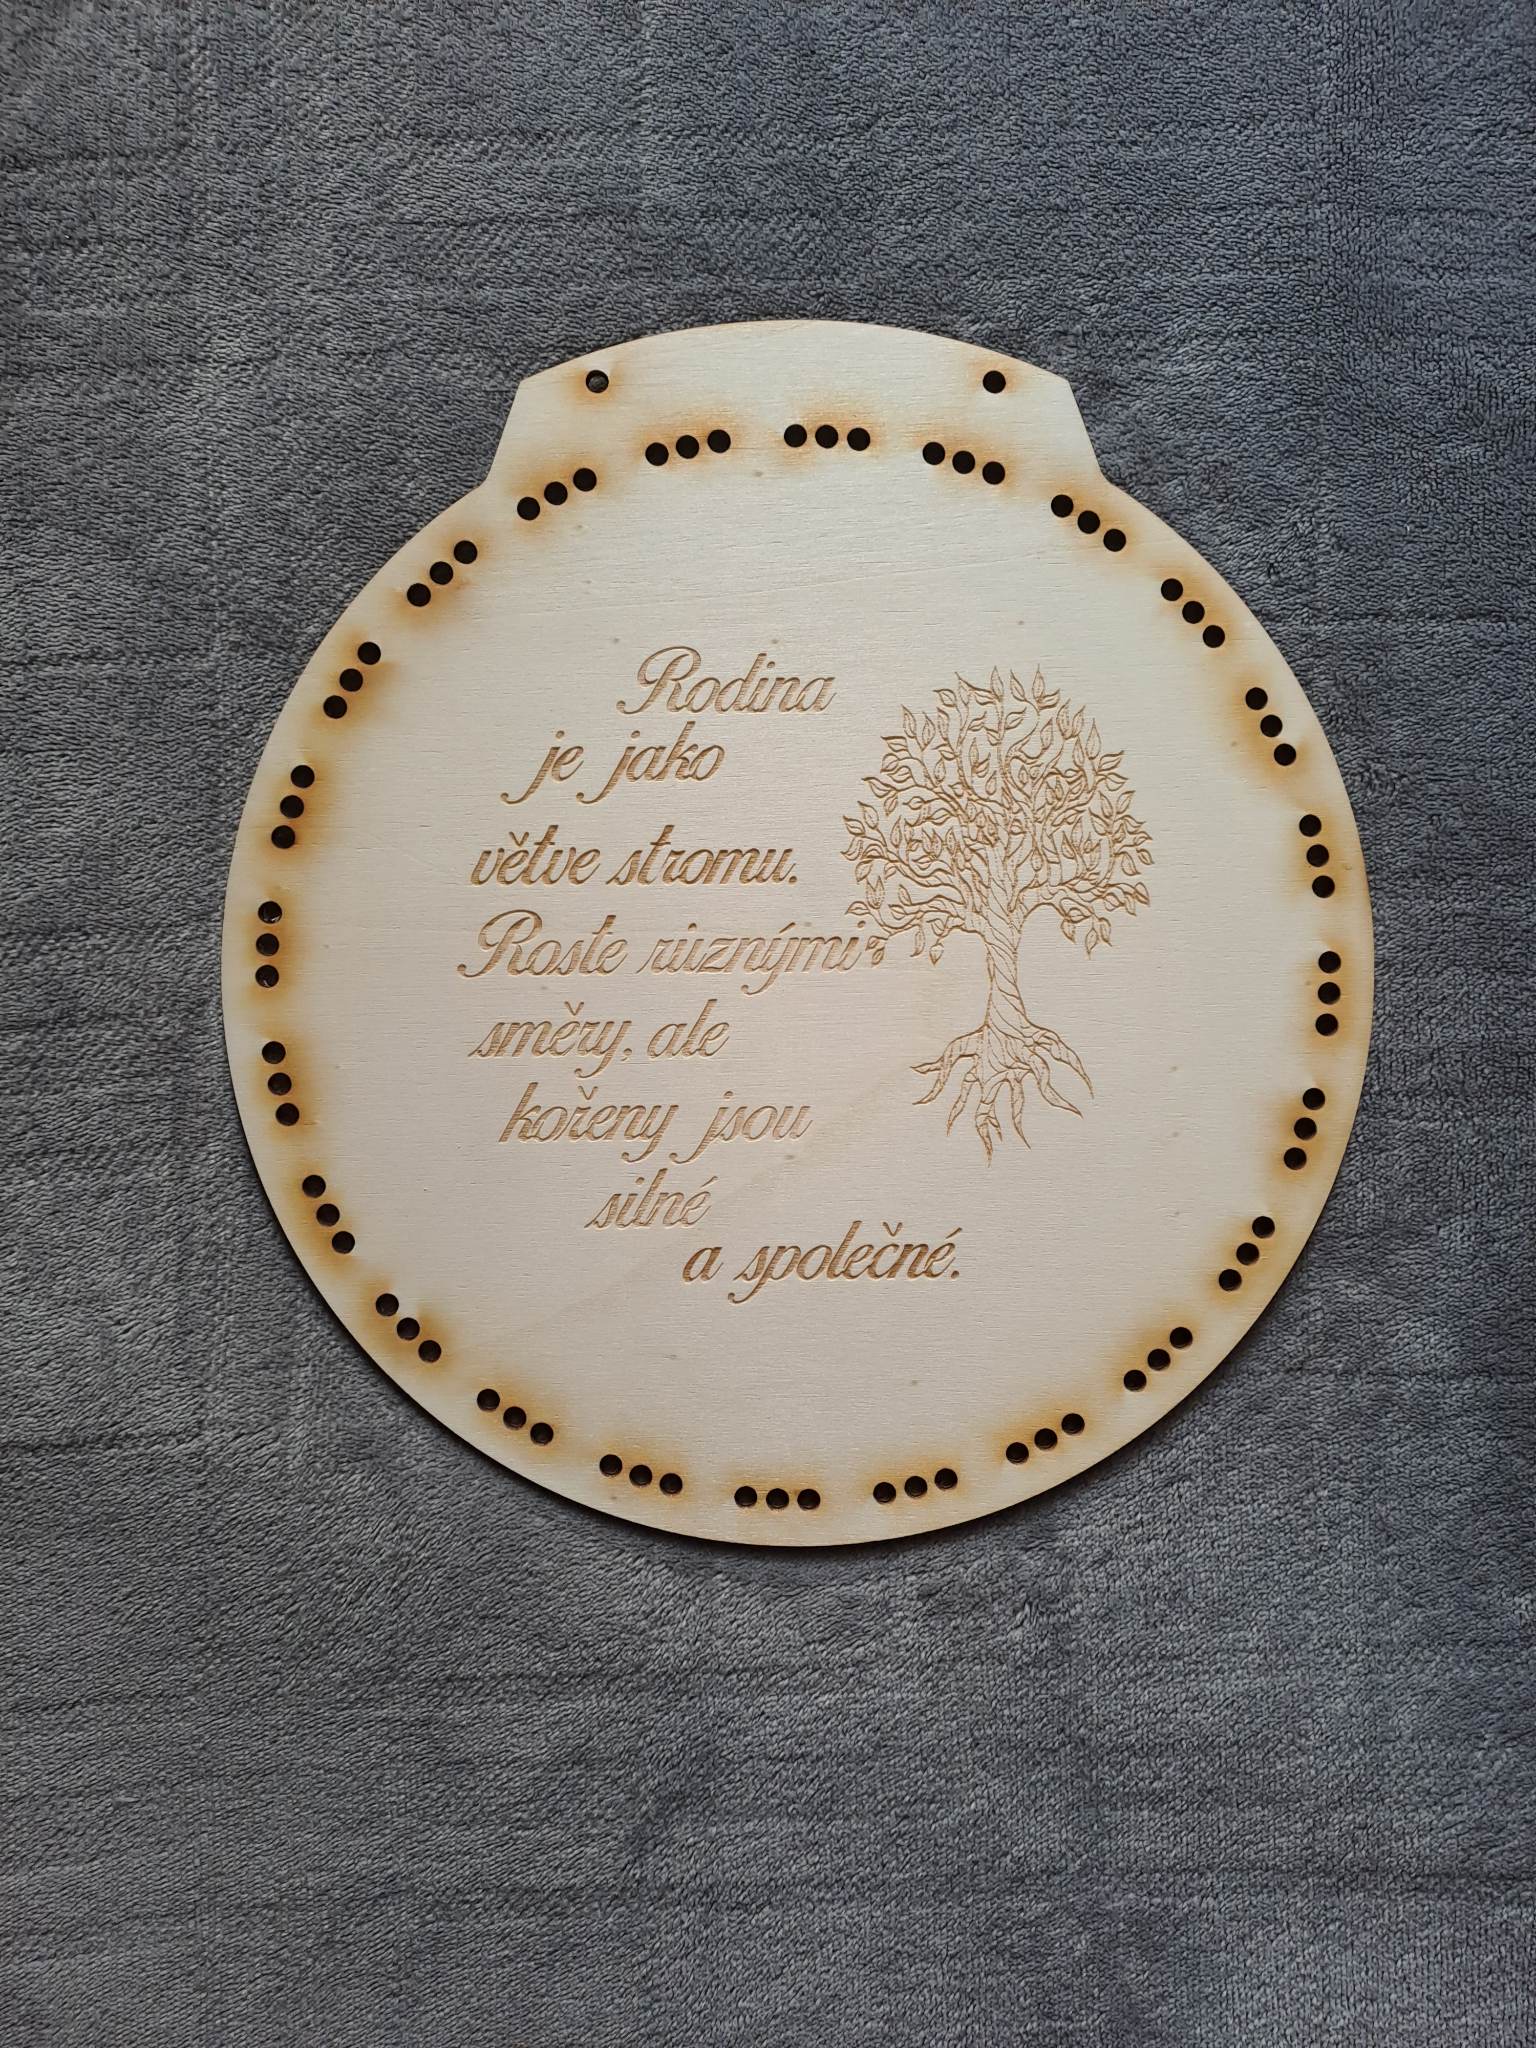 Rodina
je jako
větve stromu.
Roste různými
směry, ale
kořeny jsou
silné
a společné.